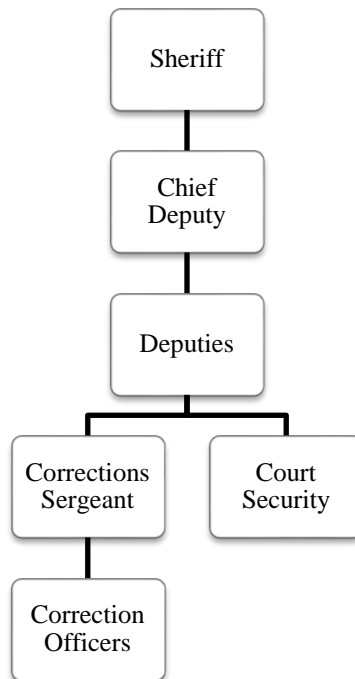 Sheriff
Chief
Deputy
Deputies
Corrections
Sergeant
Court
Security
Correction
Officers